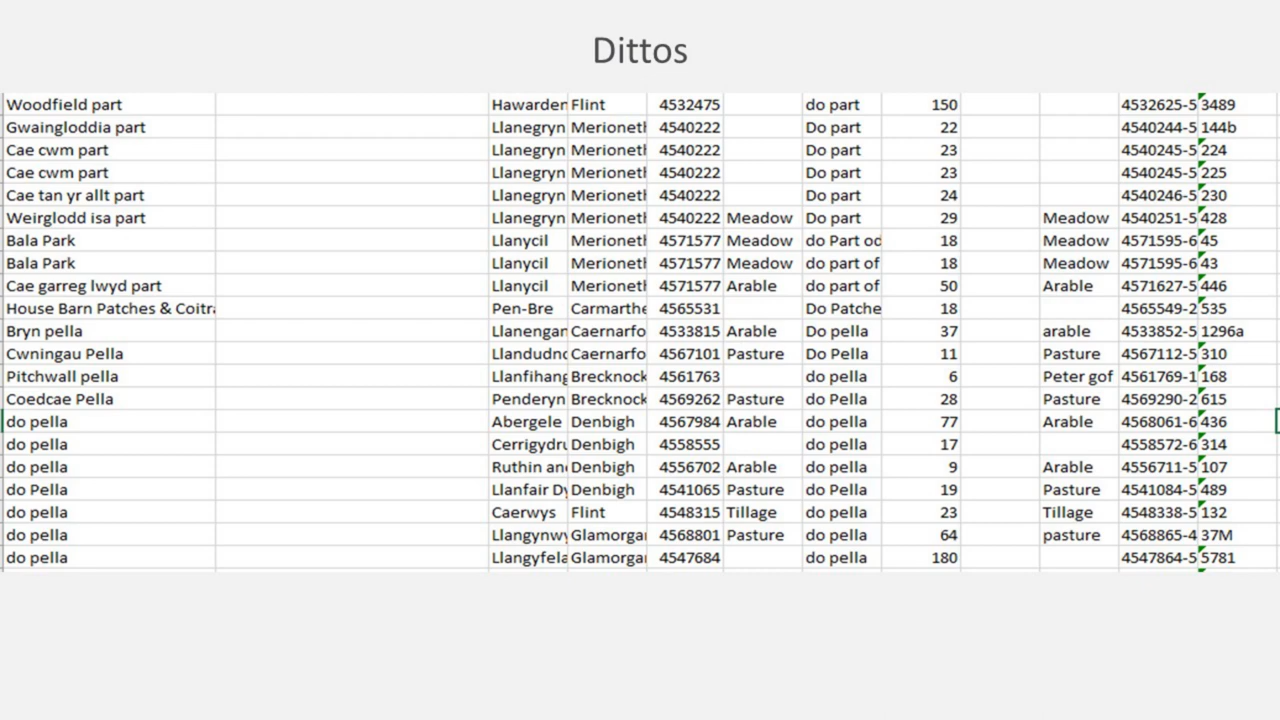 Dittos
Woodfield part Hawarden Flint 4532475 do part 150 4532625-5 3489
Gwaingloddia part Llanegryn Merioneth 4540222 Do part 22 4540244-5 144b
Cae cwm part Llanegryn Merioneth 4540222 Do part 23 4540245-5 224
Cae cwm part Llanegryn Merioneth 4540222 Do part 23 4540245-5 225
Cae tan yr allt part Llanegryn Merioneth 4540222 Do part 24 4540246-5 230
Weirglodd isa part Llanegryn Merioneth 4540222 Meadow Do part 29 Meadow 4540251-5 428
Bala Park Llanycil Merioneth 4571577 Meadow do Part od 18 Meadow 4571595-6 45
Bala Park Llanycil Merioneth 4571577 Meadow do part of 18 Meadow 4571595-6 43
Cae garreg lwyd part Llanycil Merioneth 4571577 Arable do part of 50 Arable 4571627-5 446
House Barn Patches & Coitra Pen-Bre Carmarthe 4565531 Do Patche 18 4565549-2 535
Bryn pella Llanengan Caernarfo 4533815 Arable Do pella 37 arable 4533852-5 1296a
Cwningau Pella Llandudno Caernarfo 4567101 Pasture Do Pella 11 Pasture 4567112-5 310
Pitchwall pella Llanfihang Brecknock 4561763 do pella 6 Peter gof 4561769-1 168
Coedcae Pella Penderyn Brecknock 4569262 Pasture do Pella 28 Pasture 4569290-2 615
do pella Abergele Denbigh 4567984 Arable do pella 77 Arable 4568061-6 436
do pella Cerrigydru Denbigh 4558555 do pella 17 4558572-6 314
do pella Ruthin and Denbigh 4556702 Arable do pella 9 Arable 4556711-5 107
do Pella Llanfair Dy Denbigh 4541065 Pasture do Pella 19 Pasture 4541084-5 489
do pella Caerwys Flint 4548315 Tillage do pella 23 Tillage 4548338-5 132
do pella Llangynwy Glamorgan 4568801 Pasture do pella 64 pasture 4568865-4 37M
do pella Llangyfela Glamorgan 4547684 do pella 180 4547864-5 5781